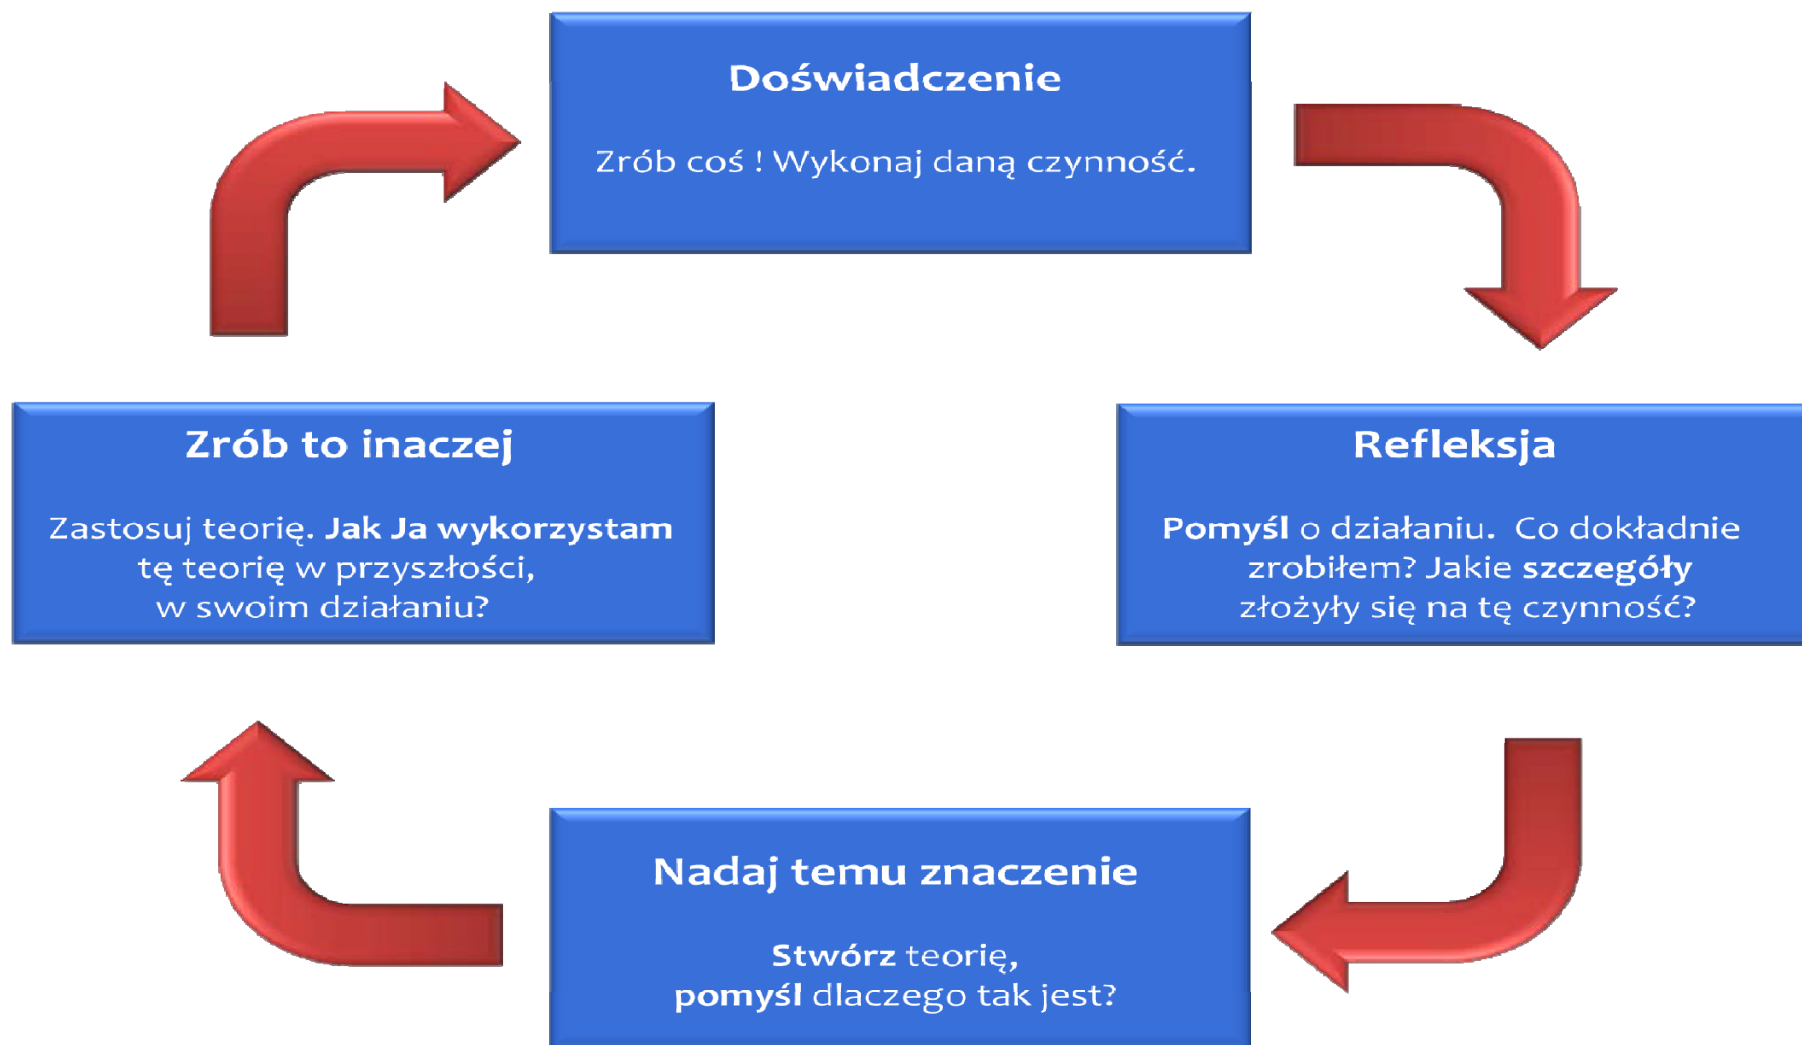 Doświadczenie
Zrób coś ! Wykonaj daną czynność.
Refleksja
Pomyśl o działaniu.  Co dokładnie
zrobiłem? Jakie szczegóły
złożyły się na tę czynność?
Nadaj temu znaczenie
Stwórz teorię,
pomyśl dlaczego tak jest?
Zrób to inaczej
Zastosuj teorię. Jak Ja wykorzystam
tę teorię w przyszłości,
w swoim działaniu?